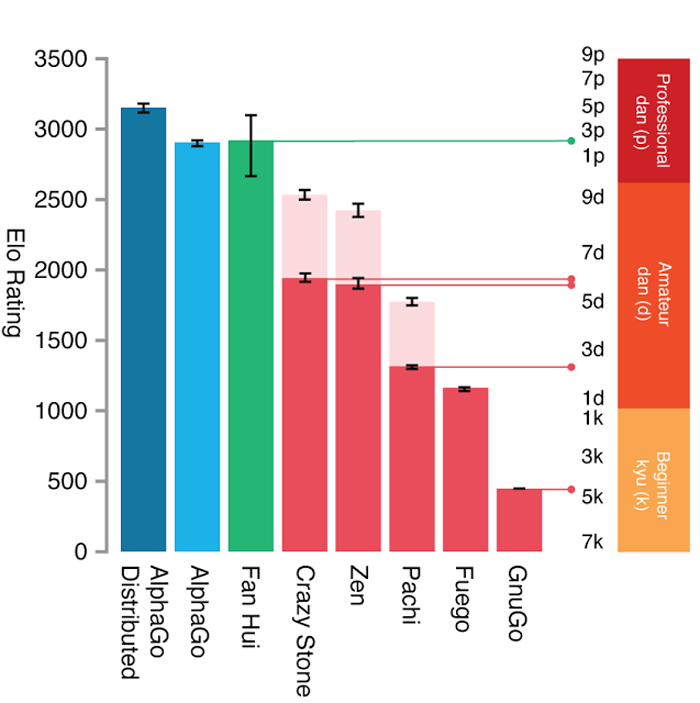 3500
3000
2500
2000
1500
1000
500
0
Elo Rating
AlphaGo
Distributed
AlphaGo
Fan Hui
Crazy Stone
Zen
Pachi
Fuego
GnuGo
9p
7p
5p
3p
1p
9d
7d
5d
3d
1d
1k
3k
5k
7k
Professional
dan (p)
Amateur
dan (d)
Beginner
kyu (k)